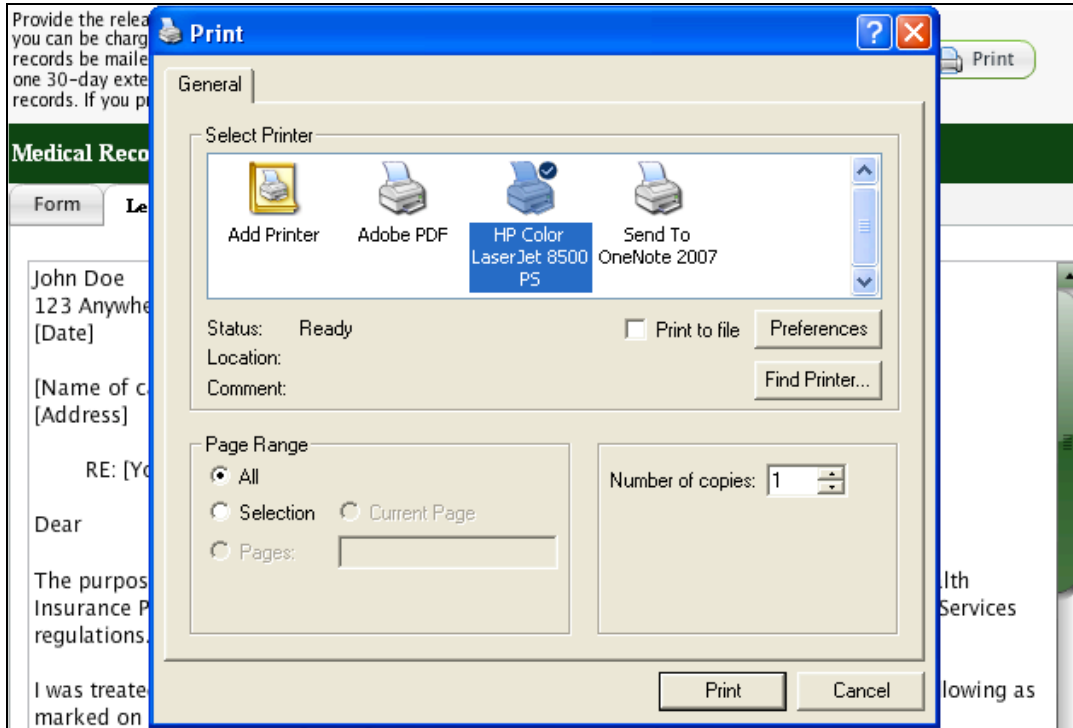 Provide the relea
you can be charg
records be maile
one 30-day exte
records. If you p
Print
Print
General
Medical Reco
Form
Le
Select Printer
Add Printer
Adobe PDF
HP Color
LaserJet 8500
PS
Send To
OneNote 2007
Status: Ready
Print to file
Preferences
Location:
Comment:
Find Printer...
Page Range
All
Selection
Current Page
Pages:
Number of copies: 1
Print
Cancel
John Doe
123 Anywhe
[Date]
[Name of ca
[Address]
RE: [Yo
Dear
The purpos
lth
Insurance P
Services
regulations.
I was treate
lowing as
marked on